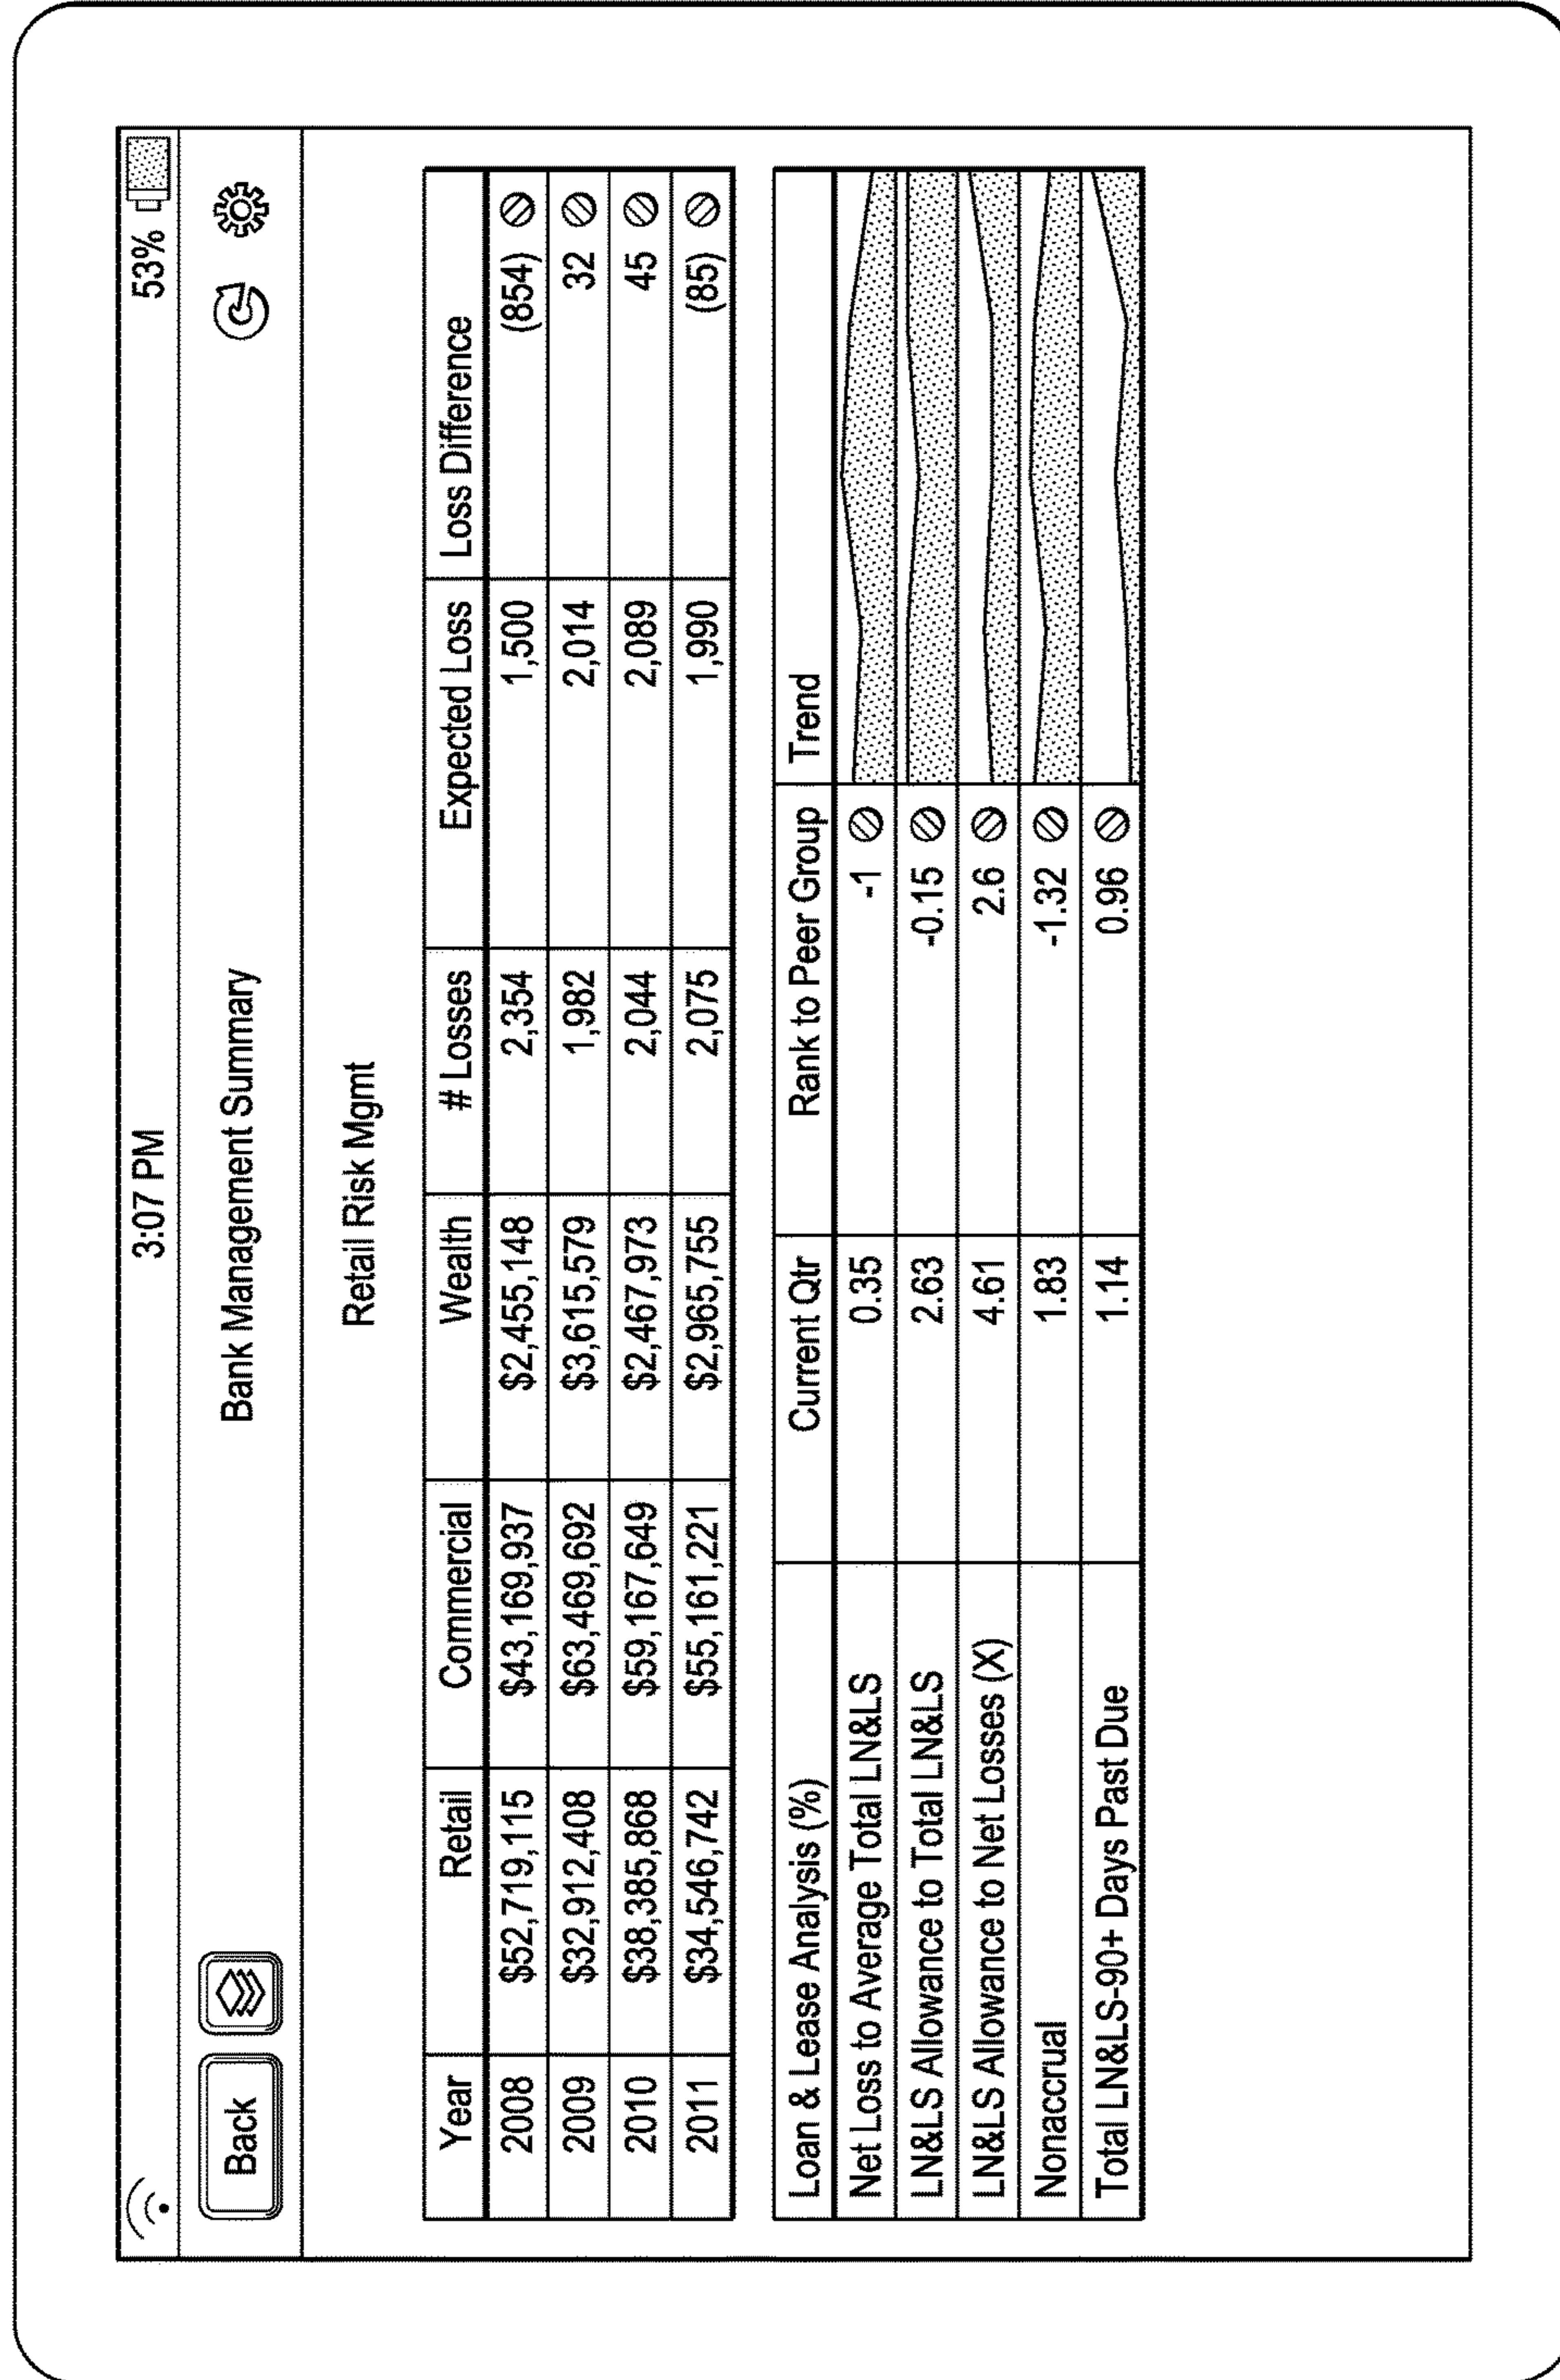 3:07 PM 53%
Back Bank Management Summary
Retail Risk Mgmt
Year Retail Commercial Wealth # Losses Expected Loss Loss Difference
2008 $52,719,115 $43,169,937 $2,455,148 2,354 1,500 (854)
2009 $32,912,408 $63,469,692 $3,615,579 1,982 2,014 32
2010 $38,385,868 $59,167,649 $2,467,973 2,044 2,089 45
2011 $34,546,742 $55,161,221 $2,965,755 2,075 1,990 (85)
Loan & Lease Analysis (%) Current Qtr Rank to Peer Group Trend
Net Loss to Average Total LN&LS 0.35 -1
LN&LS Allowance to Total LN&LS 2.63 -0.15
LN&LS Allowance to Net Losses (X) 4.61 2.6
Nonaccrual 1.83 -1.32
Total LN&LS-90+ Days Past Due 1.14 0.96